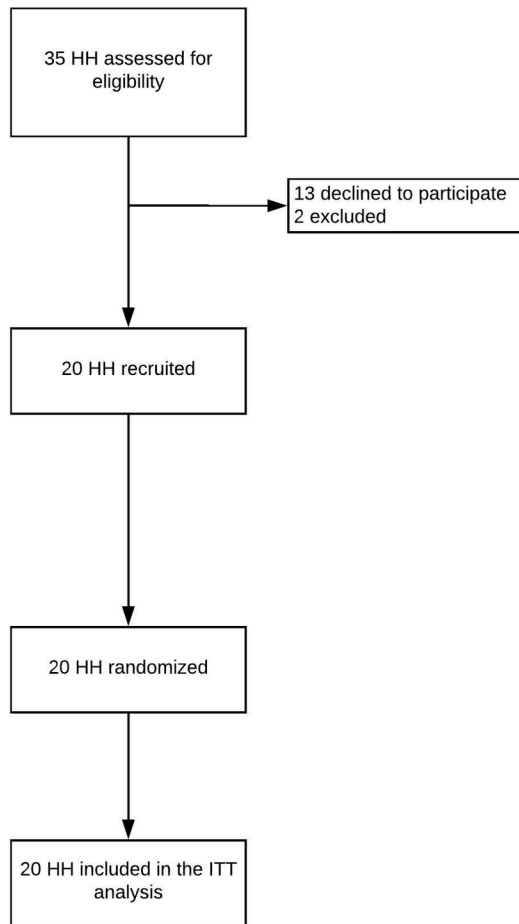 35 HH assessed for
eligibility
13 declined to participate
2 excluded
20 HH recruited
20 HH randomized
20 HH included in the ITT
analysis